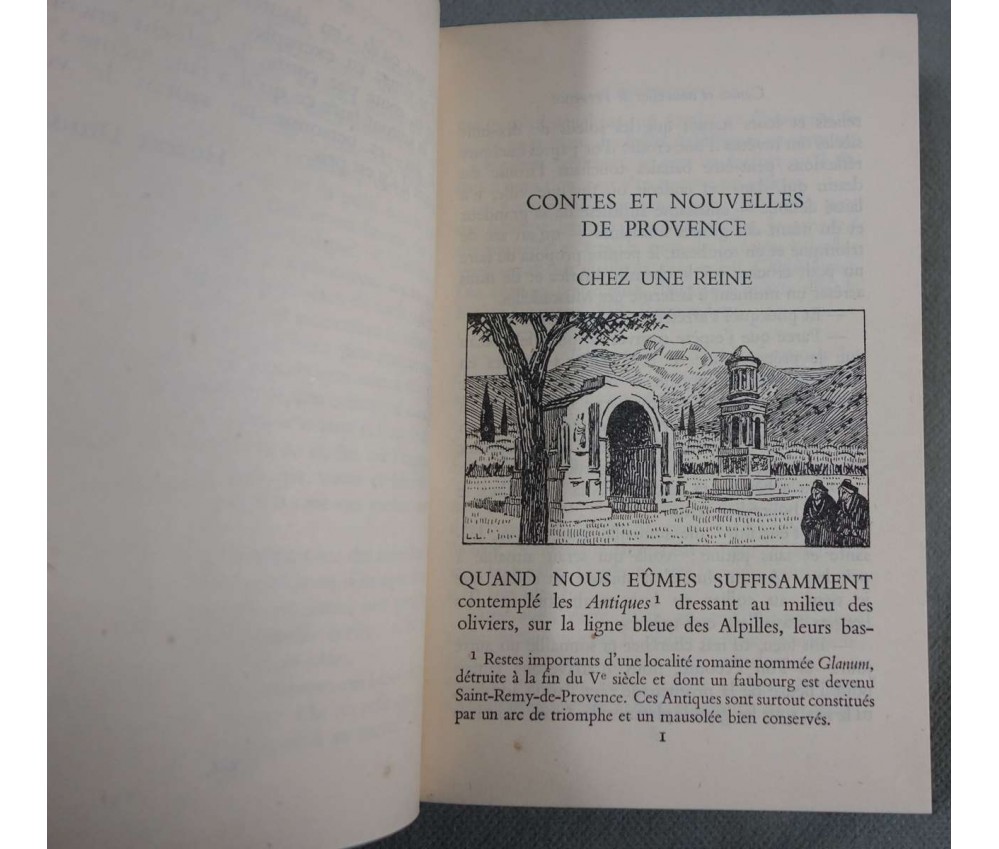 CONTES ET NOUVELLES
DE PROVENCE
CHEZ UNE REINE
L.L.
QUAND NOUS EÛMES SUFFISAMMENT
contemplé les Antiques¹ dressant au milieu des
oliviers, sur la ligne bleue des Alpilles, leurs bas-
¹ Restes importants d'une localité romaine nommée Glanum,
détruite à la fin du Vᵉ siècle et dont un faubourg est devenu
Saint-Remy-de-Provence. Ces Antiques sont surtout constitués
par un arc de triomphe et un mausolée bien conservés.
I